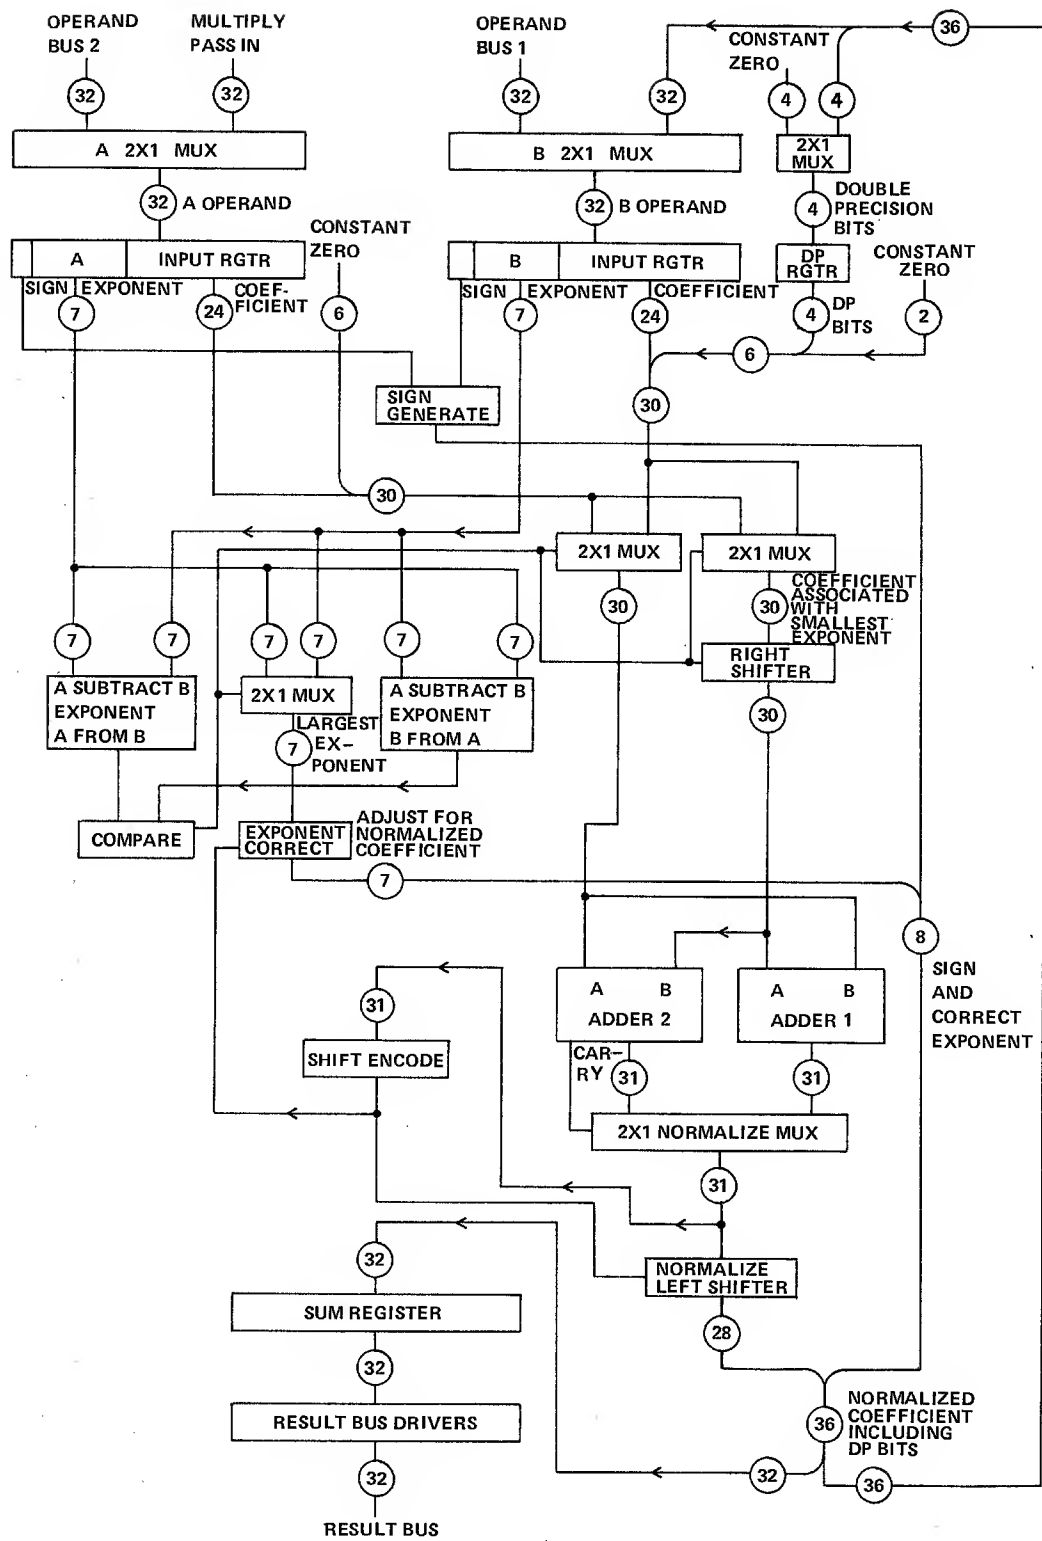 OPERAND
BUS 2
MULTIPLY
PASS IN
OPERAND
BUS 1
CONSTANT
ZERO
36
32
32
32
32
4
4
A 2X1 MUX
B 2X1 MUX
2X1
MUX
32
A OPERAND
32
B OPERAND
4
DOUBLE
PRECISION
BITS
CONSTANT
ZERO
A
INPUT RGTR
B
INPUT RGTR
DP
RGTR
CONSTANT
ZERO
SIGN
EXPONENT
COEF-
FICIENT
SIGN
EXPONENT
COEFFICIENT
7
24
6
7
24
4
DP
BITS
2
6
SIGN
GENERATE
30
30
2X1 MUX
2X1 MUX
30
30
COEFFICIENT
ASSOCIATED
WITH
SMALLEST
EXPONENT
7
7
7
7
7
7
RIGHT
SHIFTER
A SUBTRACT B
EXPONENT
A FROM B
2X1 MUX
A SUBTRACT B
EXPONENT
B FROM A
30
7
LARGEST
EX-
PONENT
COMPARE
EXPONENT
CORRECT
ADJUST FOR
NORMALIZED
COEFFICIENT
7
8
SIGN
AND
CORRECT
EXPONENT
A B
ADDER 2
A B
ADDER 1
31
SHIFT ENCODE
CAR-
RY
31
31
2X1 NORMALIZE MUX
31
32
NORMALIZE
LEFT SHIFTER
SUM REGISTER
28
32
RESULT BUS DRIVERS
36
NORMALIZED
COEFFICIENT
INCLUDING
DP BITS
32
32
36
RESULT BUS